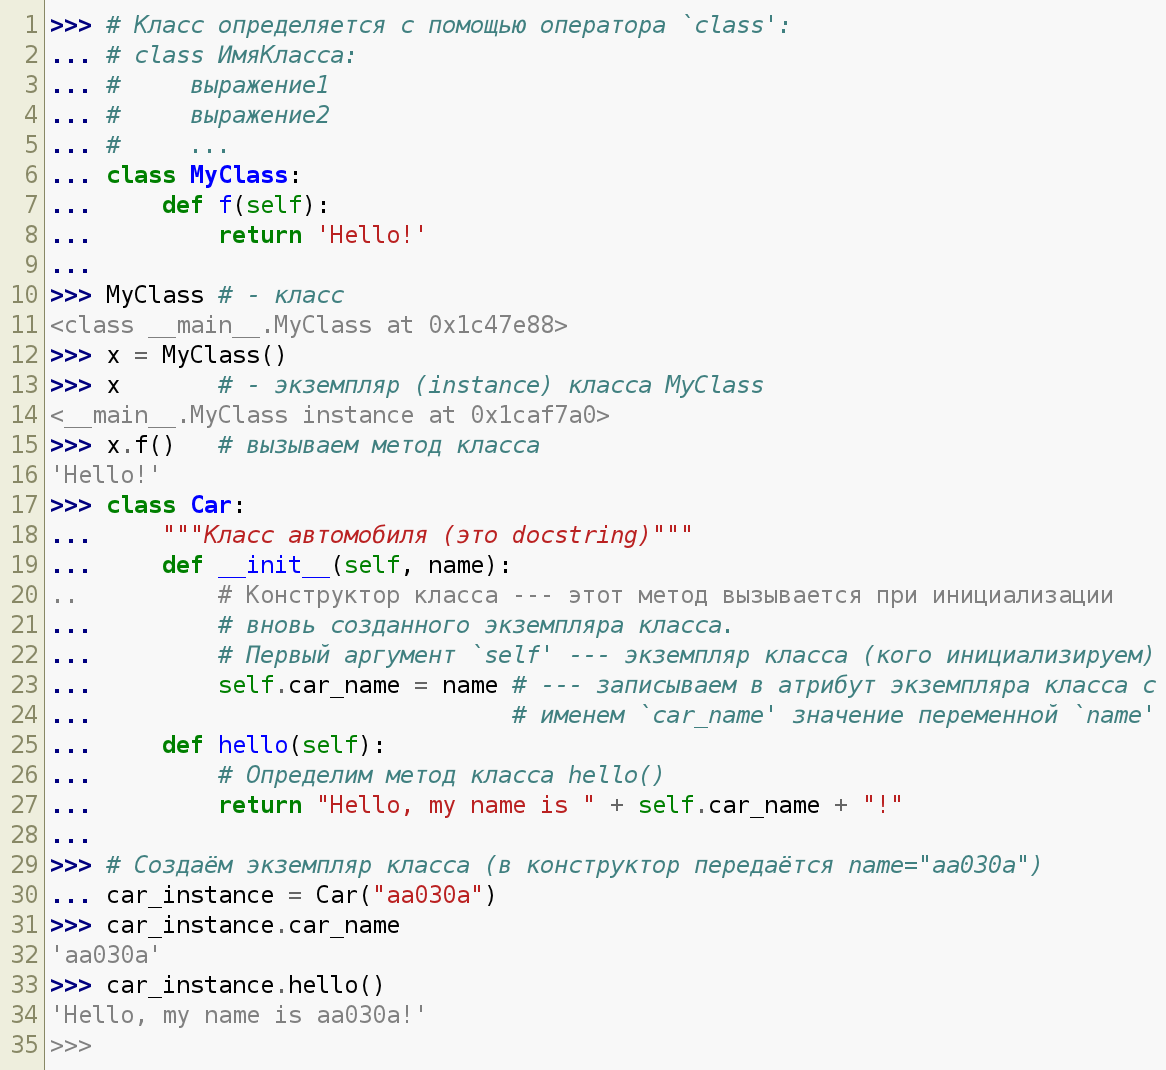 1 >>> # Класс определяется с помощью оператора `class':
2 ... # class ИмяКласса:
3 ... #     выражение1
4 ... #     выражение2
5 ... #     ...
6 ... class MyClass:
7 ...     def f(self):
8 ...         return 'Hello!'
9 ...
10 >>> MyClass # - класс
11 <class __main__.MyClass at 0x1c47e88>
12 >>> x = MyClass()
13 >>> x       # - экземпляр (instance) класса MyClass
14 <__main__.MyClass instance at 0x1caf7a0>
15 >>> x.f()   # вызываем метод класса
16 'Hello!'
17 >>> class Car:
18 ...     """Класс автомобиля (это docstring)"""
19 ...     def __init__(self, name):
20 ..          # Конструктор класса --- этот метод вызывается при инициализации
21 ...         # вновь созданного экземпляра класса.
22 ...         # Первый аргумент `self' --- экземпляр класса (кого инициализируем)
23 ...         self.car_name = name # --- записываем в атрибут экземпляра класса с
24 ...                              # именем `car_name' значение переменной `name'
25 ...     def hello(self):
26 ...         # Определим метод класса hello()
27 ...         return "Hello, my name is " + self.car_name + "!"
28 ...
29 >>> # Создаём экземпляр класса (в конструктор передаётся name="aa030a")
30 ... car_instance = Car("aa030a")
31 >>> car_instance.car_name
32 'aa030a'
33 >>> car_instance.hello()
34 'Hello, my name is aa030a!'
35 >>>